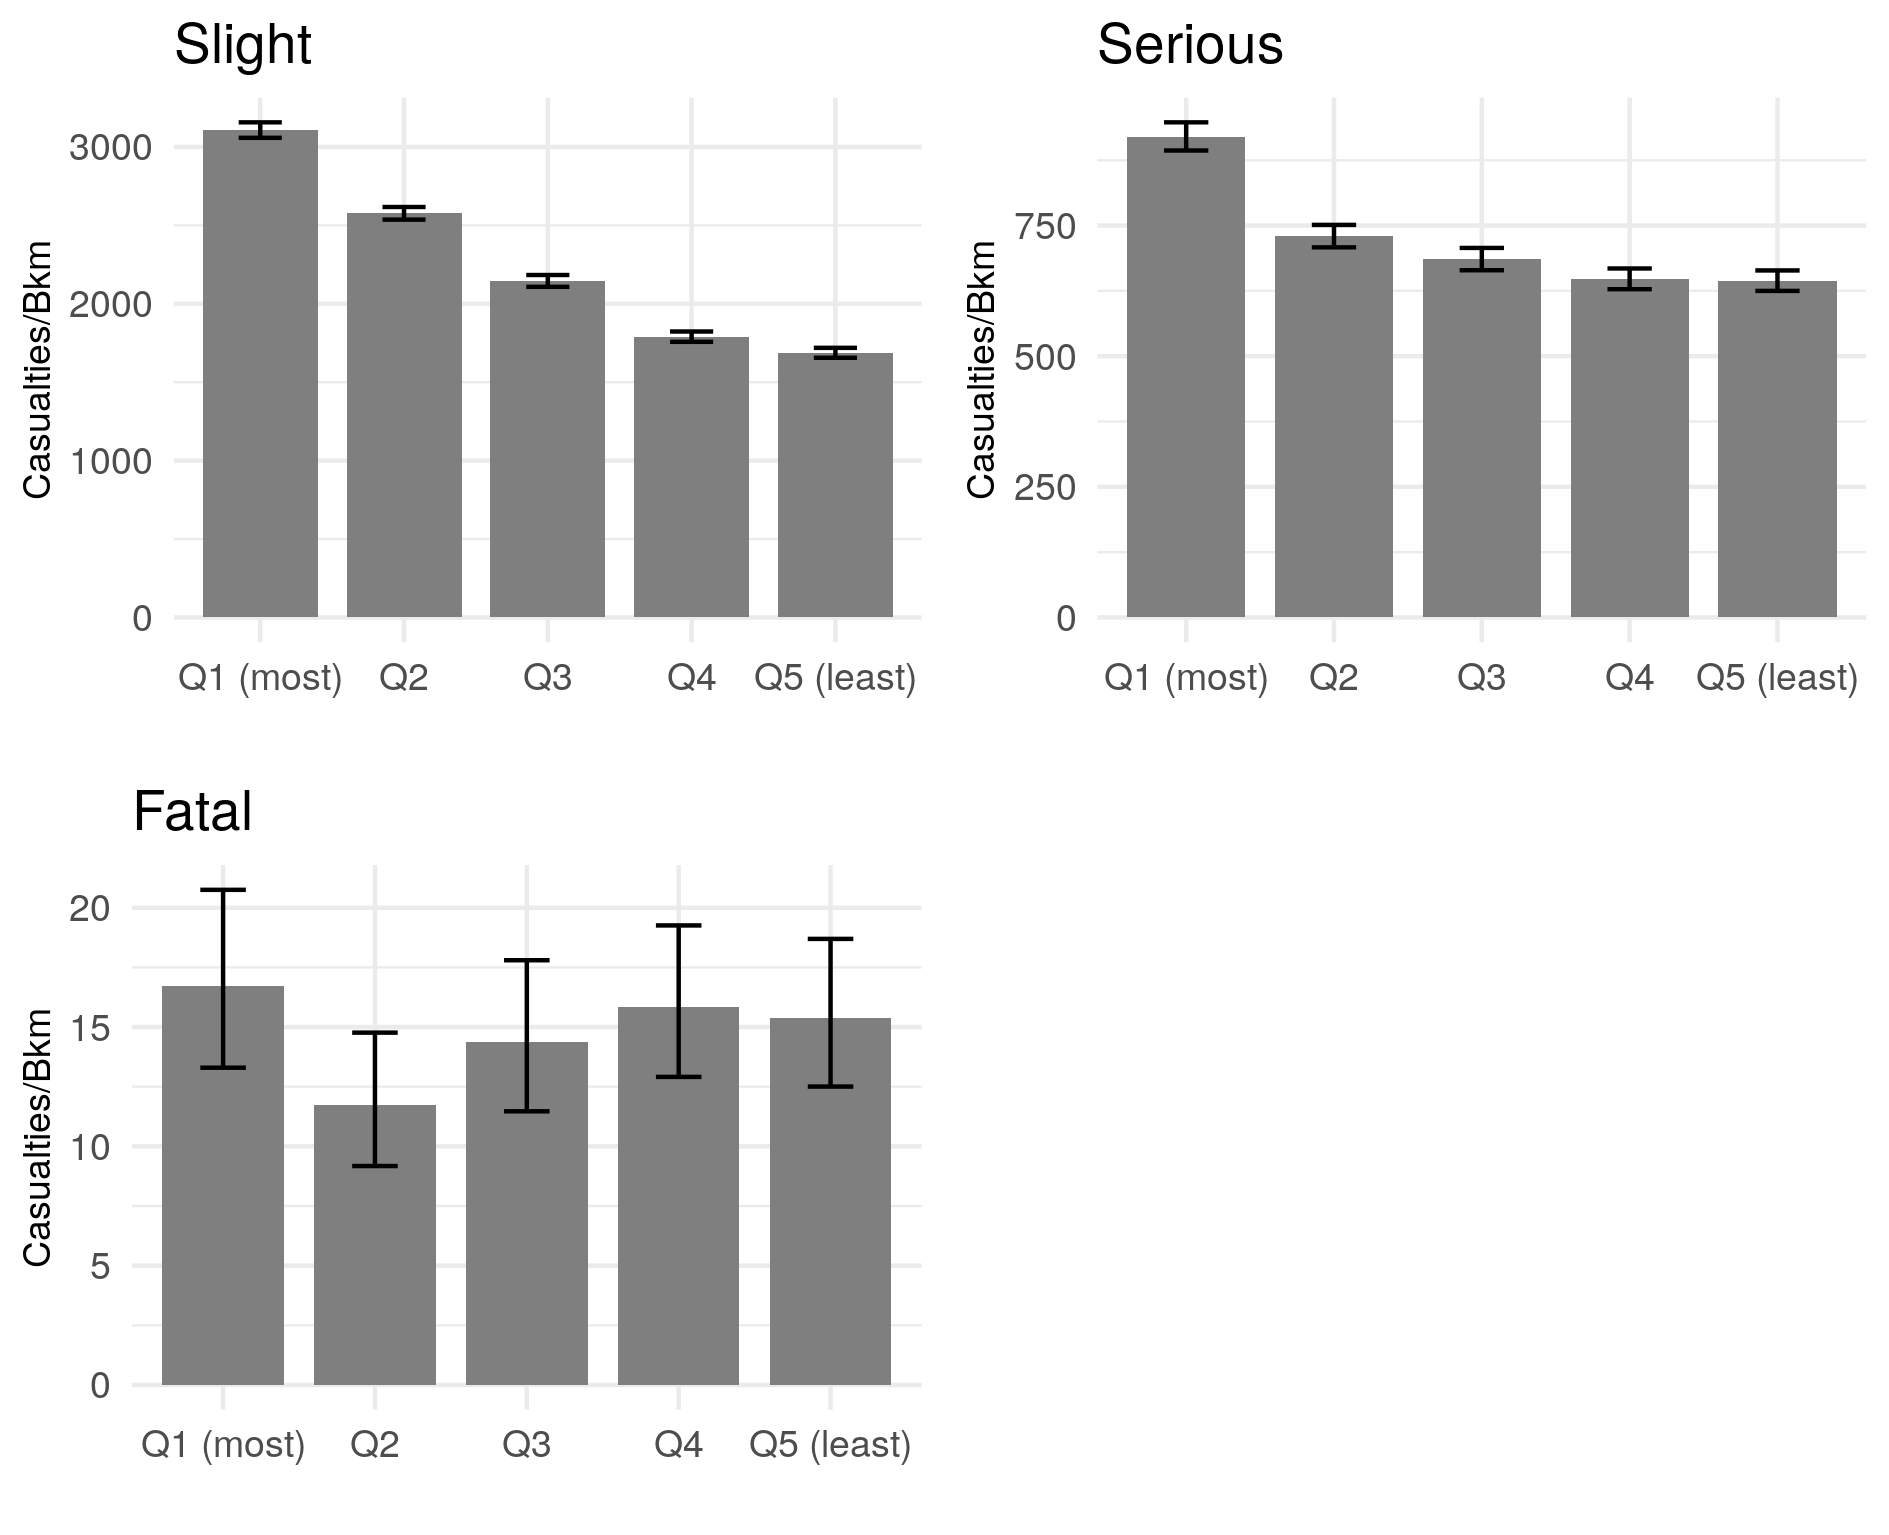 Slight
Casualties/Bkm
3000
2000
1000
0
Q1 (most) Q2 Q3 Q4 Q5 (least)
Serious
Casualties/Bkm
750
500
250
0
Q1 (most) Q2 Q3 Q4 Q5 (least)
Fatal
Casualties/Bkm
20
15
10
5
0
Q1 (most) Q2 Q3 Q4 Q5 (least)